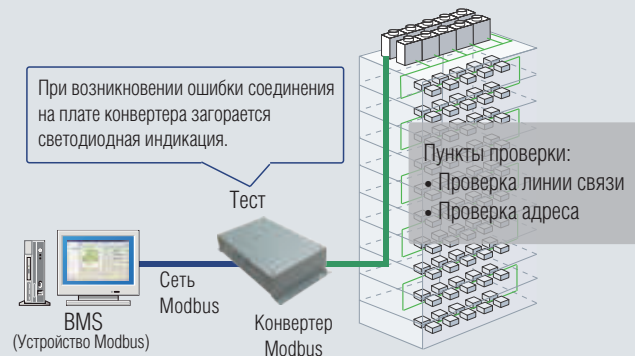 При возникновении ошибки соединения
на плате конвертера загорается
светодиодная индикация.
Тест
Пункты проверки:
• Проверка линии связи
• Проверка адреса
BMS
(Устройство Modbus)
Сеть
Modbus
Конвертер
Modbus